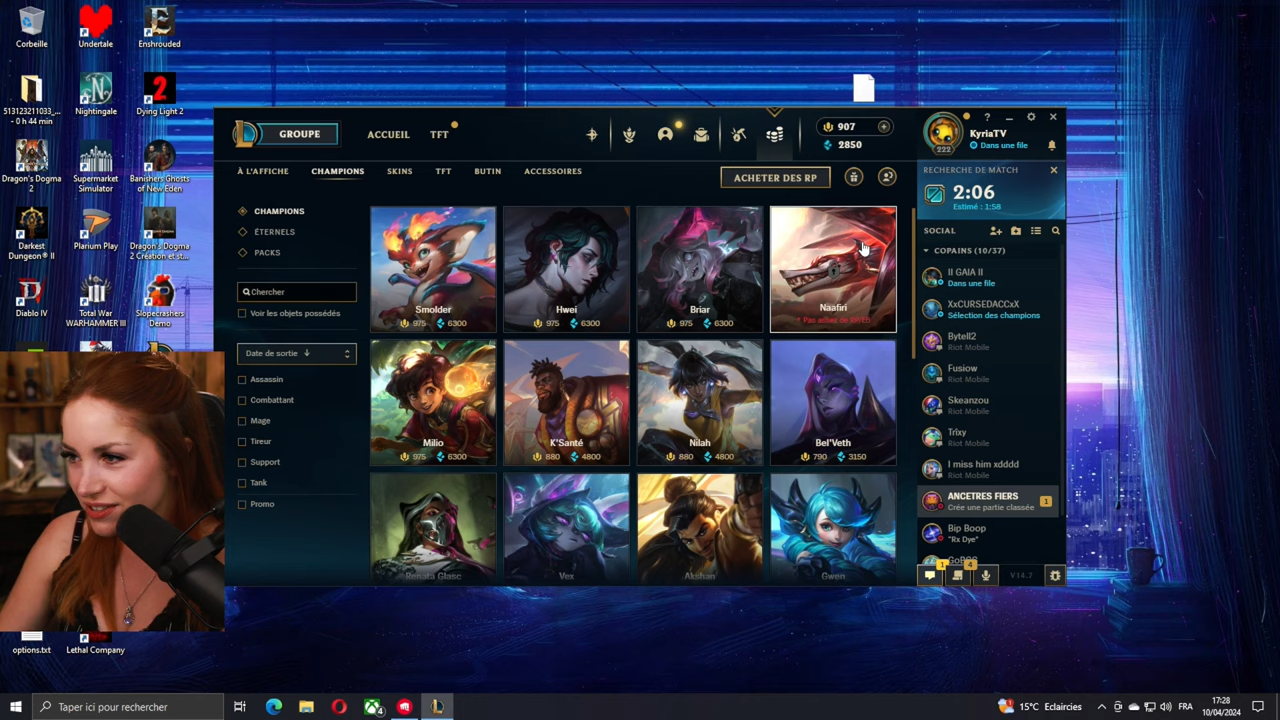 Corbeille
Undertale
Enshrouded
513123211033_...
- 0 h 44 min
Nightingale
Dying Light 2
Dragon's Dogma
2
Supermarket
Simulator
Banishers Ghosts
of New Eden
Darkest
Dungeon® II
Plarium Play
Dragon's Dogma
2 Création et st...
Diablo IV
Total War
WARHAMMER III
Slopecrashers
Demo
options.txt
Lethal Company
GROUPE
ACCUEIL
TFT
907
2850
222
KyriaTV
Dans une file
À L'AFFICHE
CHAMPIONS
SKINS
TFT
BUTIN
ACCESSOIRES
ACHETER DES RP
RECHERCHE DE MATCH
2:06
Estimé : 1:58
CHAMPIONS
ÉTERNELS
PACKS
Chercher
Voir les objets possédés
Date de sortie
Assassin
Combattant
Mage
Tireur
Support
Tank
Promo
Smolder
975 6300
Hwei
975 6300
Briar
975 6300
Naafiri
Milio
975 6300
K'Santé
880 4800
Nilah
880 4800
Bel'Veth
790 3150
Renata Glasc
Vex
Akshan
Gwen
SOCIAL
COPAINS (10/37)
II GAIA II
Dans une file
XxCURSEDACCxX
Sélection des champions
Bytell2
Riot Mobile
Fusiow
Riot Mobile
Skeanzou
Riot Mobile
Trixy
Riot Mobile
I miss him xdddd
Riot Mobile
ANCETRES FIERS
Crée une partie classée
1
Bip Boop
"Rx Dye"
1
4
V14.7
Taper ici pour rechercher
4
15°C Eclaircies
FRA
17:28
10/04/2024